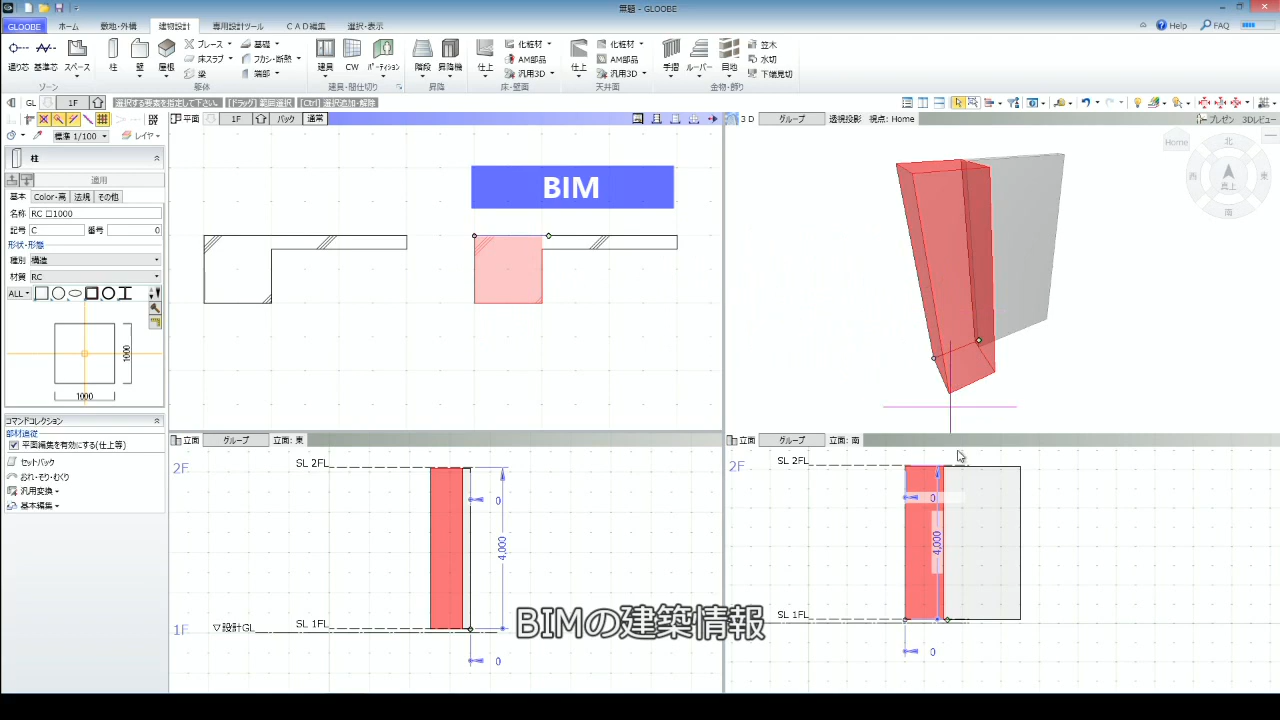 無題 - GLOOBE
GLOOBE ホーム 敷地・外構 建物設計 専用設計ツール CAD編集 選択・表示 Help FAQ
通り芯 基準芯 スペース 柱 壁 屋根 ブレース 床スラブ 梁 基礎 フカシ・断熱 端部 建具 CW パーティション 階段 昇降機 仕上 化粧材 AM部品 汎用3D 仕上 化粧材 AM部品 汎用3D 手摺 ルーバー 目地 笠木 水切 下端見切
ゾーン 躯体 建具・間仕切り 昇降 床・壁面 天井面 金物・飾り
GL 1F 選択する要素を指定して下さい。 [ドラッグ]:範囲選択 [Ctrl]:選択追加・解除
平面 1F パック 通常
3D グループ 透視投影 視点: Home プレゼン 3Dレビュー
標準 1/100 レイヤ
柱
適用
基本 Color・高 法規 その他
名称 RC □1000
記号 C 番号 0
形状・形態
種別 構造
材質 RC
ALL
1000
1000
コマンドコレクション
部材追従
平面編集を有効にする(仕上等)
セットバック
おれ・そり・むくり
汎用変換
基本編集
BIM
Home
北
西 真上 東
南
立面 グループ 立面: 東
2F SL 2FL
0
4,000
1F ▽設計GL SL 1FL
0
立面 グループ 立面: 南
2F SL 2FL
0
4,000
SL 1FL
0
BIMの建築情報